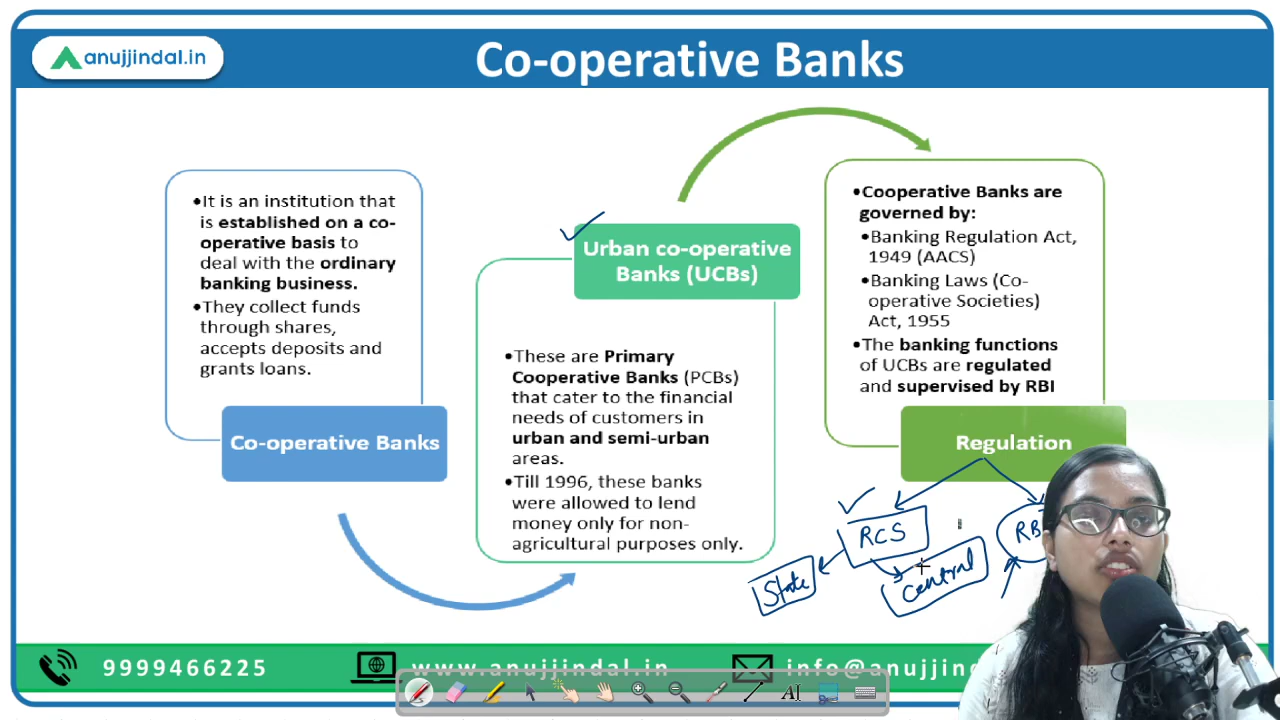 anujjindal.in
Co-operative Banks
•It is an institution that
is established on a co-
operative basis to
deal with the ordinary
banking business.
•They collect funds
through shares,
accepts deposits and
grants loans.
Co-operative Banks
Urban co-operative
Banks (UCBs)
•These are Primary
Cooperative Banks (PCBs)
that cater to the financial
needs of customers in
urban and semi-urban
areas.
•Till 1996, these banks
were allowed to lend
money only for non-
agricultural purposes only.
•Cooperative Banks are
governed by:
•Banking Regulation Act,
1949 (AACS)
•Banking Laws (Co-
operative Societies)
Act, 1955
•The banking functions
of UCBs are regulated
and supervised by RBI
Regulation
RCS
RB
State
Central
9999466225
www.anujjindal.in
info@anujjin